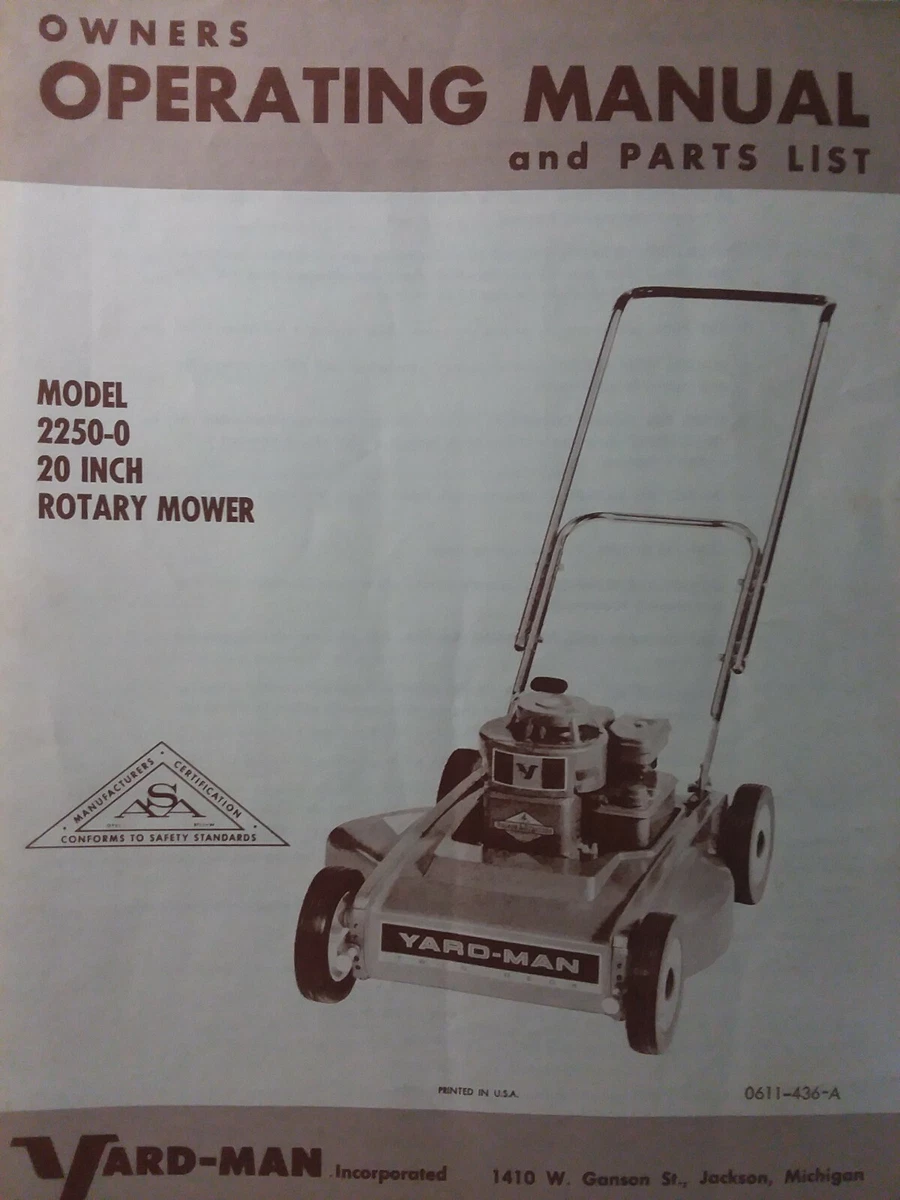 OWNERS
OPERATING MANUAL
and PARTS LIST
MODEL
2250-0
20 INCH
ROTARY MOWER
MANUFACTURERS CERTIFICATION
ASA
CONFORMS TO SAFETY STANDARDS
Y
YARD-MAN
PRINTED IN U.S.A.
0611-436-A
YARD-MAN Incorporated
1410 W. Ganson St., Jackson, Michigan